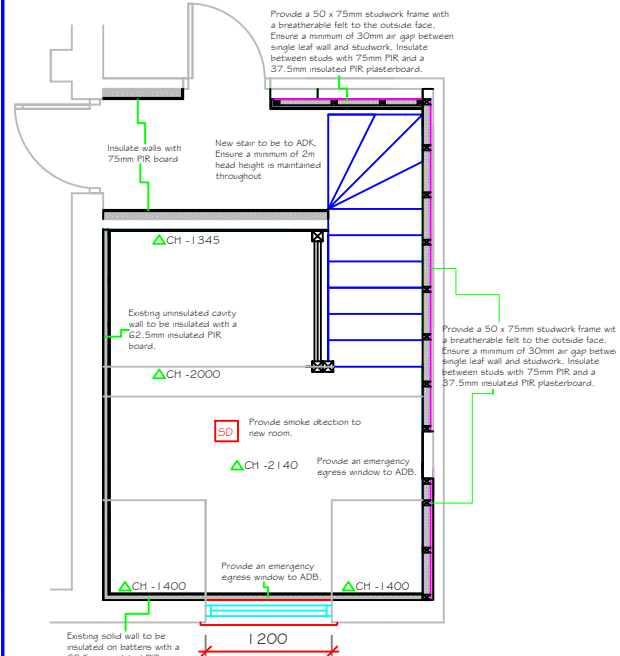 Provide a 50 x 75mm studwork frame with
a breatherable felt to the outside face.
Ensure a minimum of 30mm air gap between
single leaf wall and studwork. Insulate
between studs with 75mm PIR and a
37.5mm insulated PIR plasterboard.
Insulate walls with
75mm PIR board
New stair to be to ADK.
Ensure a minimum of 2m
head height is maintained
throughout
CH -1345
Existing uninsulated cavity
wall to be insulated with a
62.5mm insulated PIR
board.
Provide a 50 x 75mm studwork frame wit
a breatherable felt to the outside face.
Ensure a minimum of 30mm air gap betwe
single leaf wall and studwork. Insulate
between studs with 75mm PIR and a
37.5mm insulated PIR plasterboard.
CH -2000
SD
Provide smoke dtection to
new room.
CH -2140
Provide an emergency
egress window to ADB.
Provide an emergency
egress window to ADB.
CH -1400
CH -1400
Existing solid wall to be
insulated on battens with a
1200